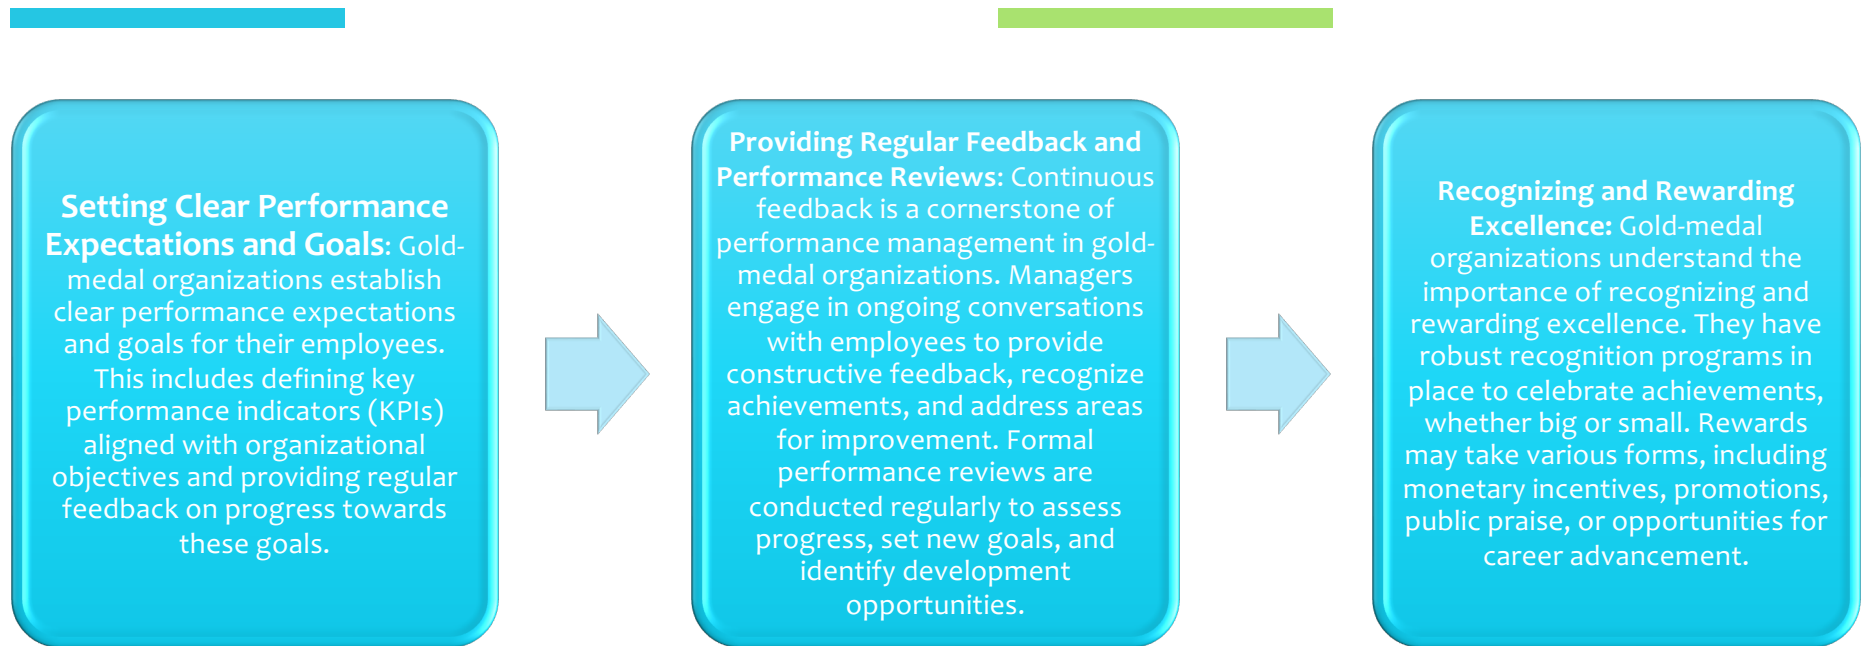 Setting Clear Performance
Expectations and Goals: Gold-
medal organizations establish
clear performance expectations
and goals for their employees.
This includes defining key
performance indicators (KPIs)
aligned with organizational
objectives and providing regular
feedback on progress towards
these goals.
Providing Regular Feedback and
Performance Reviews: Continuous
feedback is a cornerstone of
performance management in gold-
medal organizations. Managers
engage in ongoing conversations
with employees to provide
constructive feedback, recognize
achievements, and address areas
for improvement. Formal
performance reviews are
conducted regularly to assess
progress, set new goals, and
identify development
opportunities.
Recognizing and Rewarding
Excellence: Gold-medal
organizations understand the
importance of recognizing and
rewarding excellence. They have
robust recognition programs in
place to celebrate achievements,
whether big or small. Rewards
may take various forms, including
monetary incentives, promotions,
public praise, or opportunities for
career advancement.